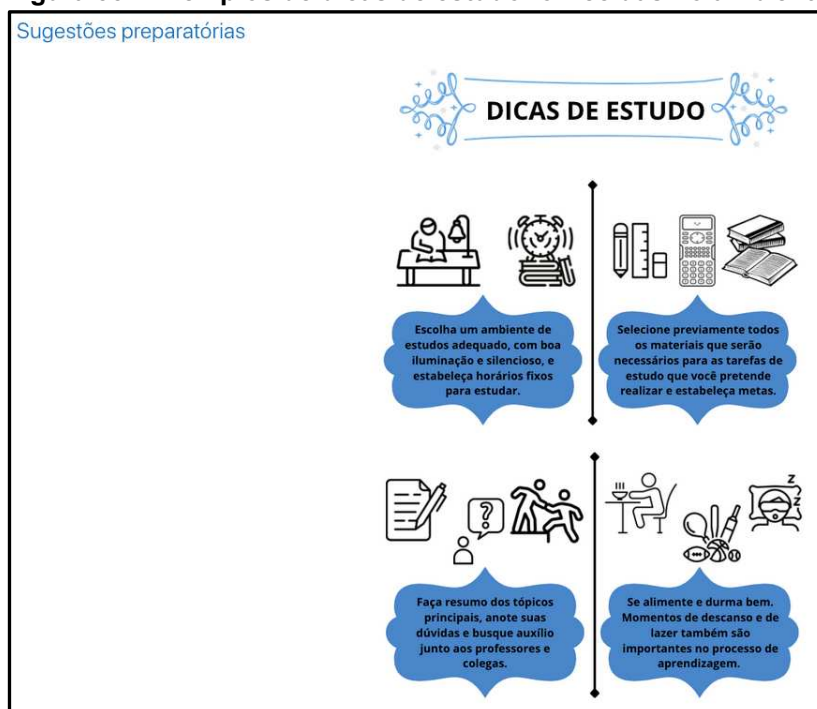 Sugestões preparatórias
DICAS DE ESTUDO
Escolha um ambiente de
estudos adequado, com boa
iluminação e silencioso, e
estabeleça horários fixos
para estudar.
Selecione previamente todos
os materiais que serão
necessários para as tarefas de
estudo que você pretende
realizar e estabeleça metas.
?
z
z
Faça resumo dos tópicos
principais, anote suas
dúvidas e busque auxílio
junto aos professores e
colegas.
Se alimente e durma bem.
Momentos de descanso e de
lazer também são
importantes no processo de
aprendizagem.